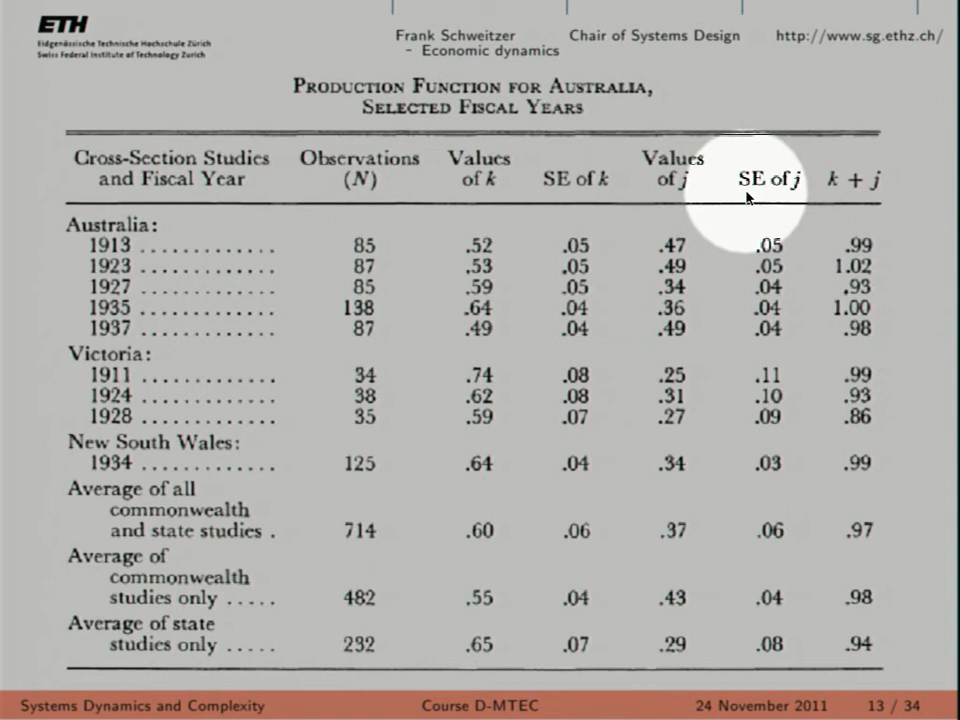 ETH
Eidgenössische Technische Hochschule Zürich
Swiss Federal Institute of Technology Zurich
Frank Schweitzer Chair of Systems Design http://www.sg.ethz.ch/
- Economic dynamics
PRODUCTION FUNCTION FOR AUSTRALIA,
SELECTED FISCAL YEARS
Cross-Section Studies Observations Values Values
and Fiscal Year (N) of k SE of k of j SE of j k + j
Australia:
1913 ............. 85 .52 .05 .47 .05 .99
1923 ............. 87 .53 .05 .49 .05 1.02
1927 ............. 85 .59 .05 .34 .04 .93
1935 ............. 138 .64 .04 .36 .04 1.00
1937 ............. 87 .49 .04 .49 .04 .98
Victoria:
1911 ............. 34 .74 .08 .25 .11 .99
1924 ............. 38 .62 .08 .31 .10 .93
1928 ............. 35 .59 .07 .27 .09 .86
New South Wales:
1934 ............. 125 .64 .04 .34 .03 .99
Average of all
commonwealth
and state studies . 714 .60 .06 .37 .06 .97
Average of
commonwealth
studies only ..... 482 .55 .04 .43 .04 .98
Average of state
studies only ..... 232 .65 .07 .29 .08 .94
Systems Dynamics and Complexity Course D-MTEC 24 November 2011 13 / 34